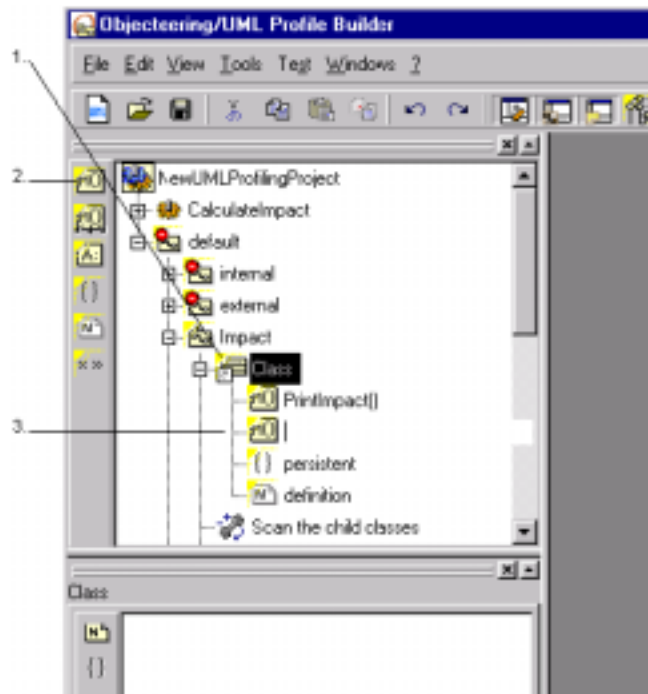 Objecteering/UML Profile Builder
1.
File Edit View Tools Test Windows ?
2.
NewUMLProfilingProject
CalculateImpact
default
internal
external
Impact
Class
PrintImpact()
3.
{} persistent
N definition
Scan the child classes
Class
N
{}